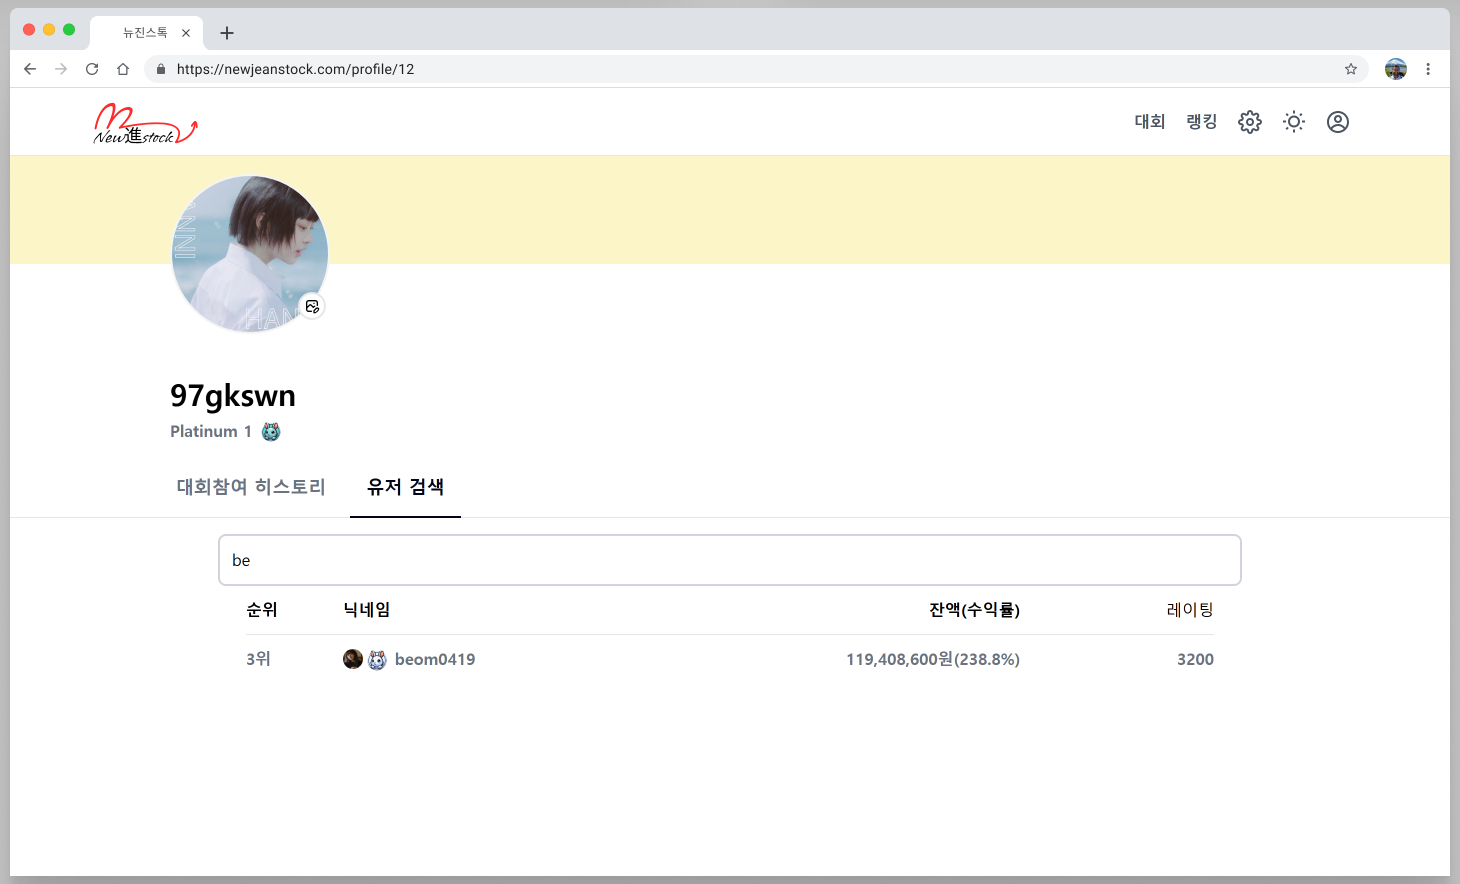 뉴진스톡
https://newjeanstock.com/profile/12
New進stock
대회 랭킹
INN
HAN
97gkswn
Platinum 1
대회참여 히스토리 유저 검색
be
순위 닉네임 잔액(수익률) 레이팅
3위 beom0419 119,408,600원(238.8%) 3200